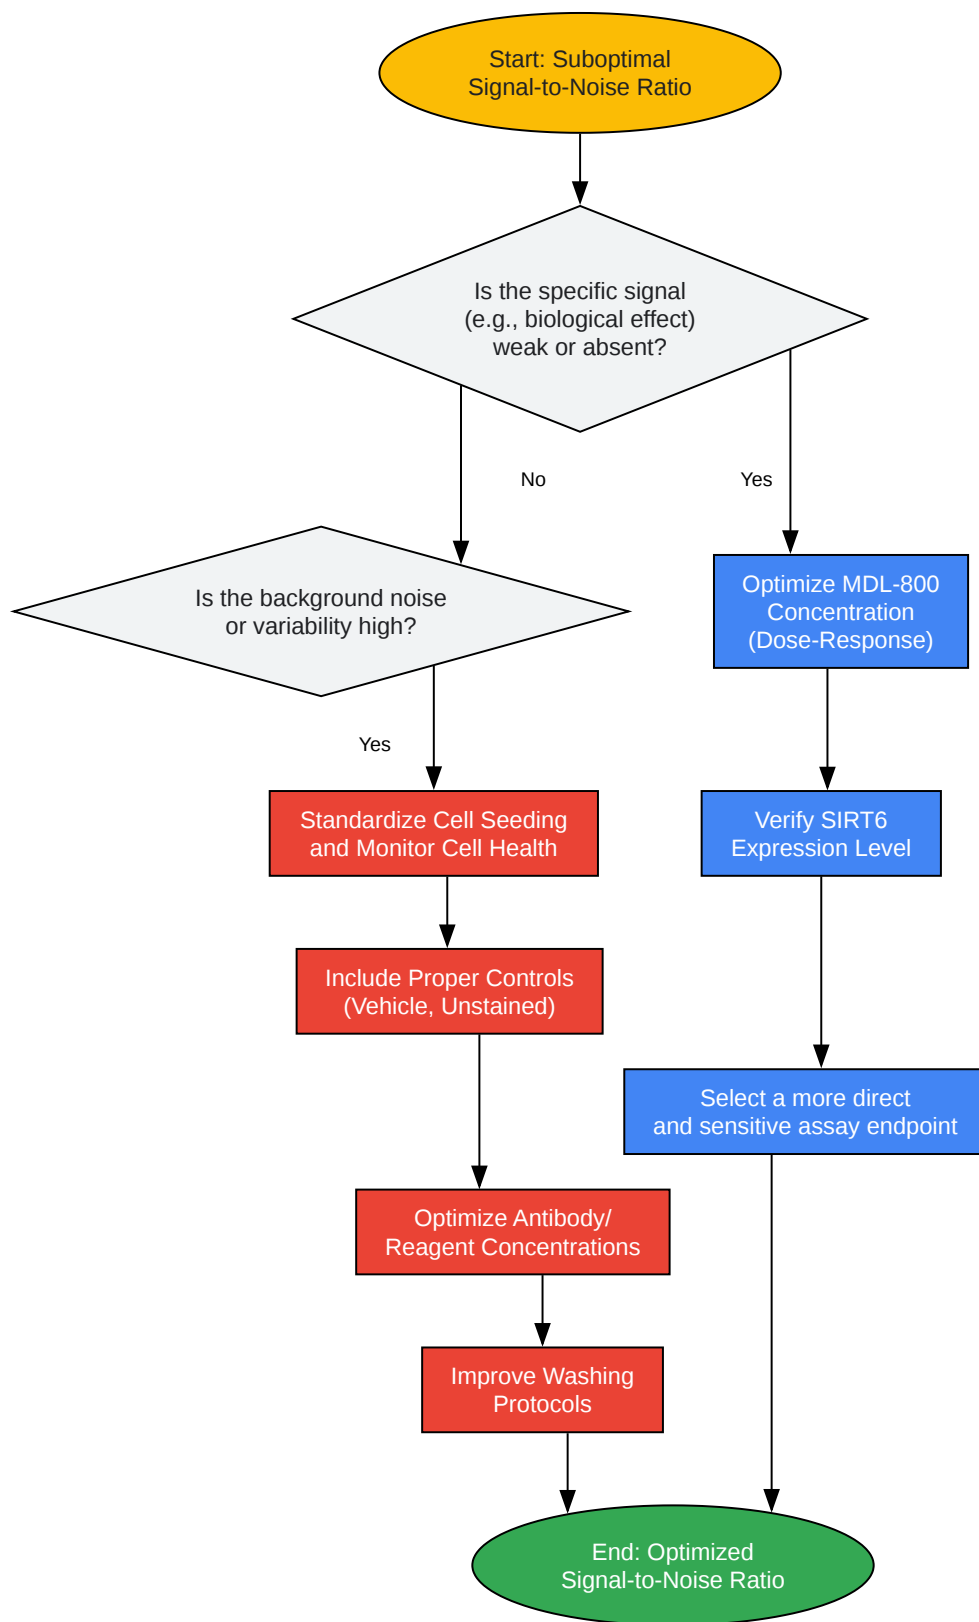 Start: Suboptimal
Signal-to-Noise Ratio
Is the specific signal
(e.g., biological effect)
weak or absent?
No
Yes
Is the background noise
or variability high?
Optimize MDL-800
Concentration
(Dose-Response)
Yes
Standardize Cell Seeding
and Monitor Cell Health
Verify SIRT6
Expression Level
Include Proper Controls
(Vehicle, Unstained)
Select a more direct
and sensitive assay endpoint
Optimize Antibody/
Reagent Concentrations
Improve Washing
Protocols
End: Optimized
Signal-to-Noise Ratio